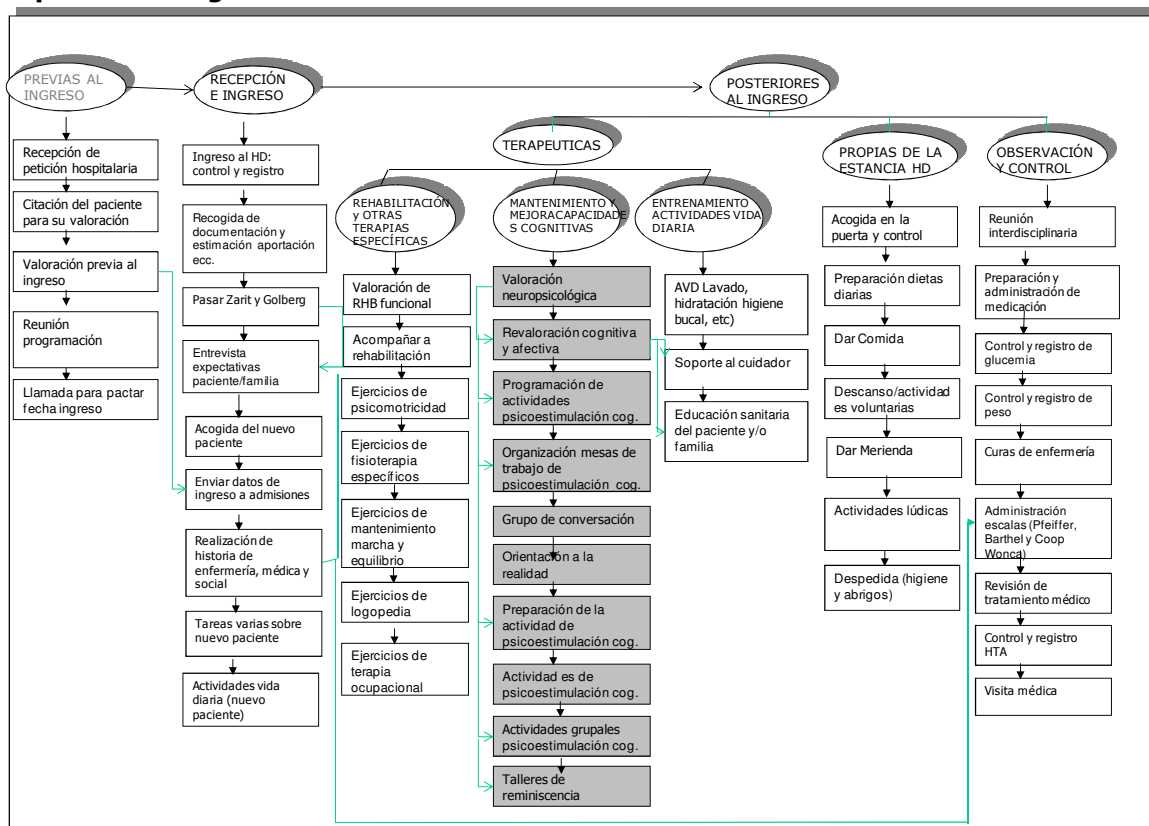 PREVIAS AL
INGRESO
RECEPCIÓN
E INGRESO
POSTERIORES
AL INGRESO
TERAPEUTICAS
PROPIAS DE LA
ESTANCIA HD
OBSERVACIÓN
Y CONTROL
REHABILITACIÓN
y OTRAS
TERAPIAS
ESPECÍFICAS
MANTENIMIENTO Y
MEJORACAPACIDADE
S COGNITIVAS
ENTRENAMIENTO
ACTIVIDADES VIDA
DIARIA
Recepción de
petición hospitalaria
Citación del paciente
para su valoración
Valoración previa al
ingreso
Reunión
programación
Llamada para pactar
fecha ingreso
Ingreso al HD:
control y registro
Recogida de
documentación y
estimación aportación
ecc.
Pasar Zarit y Golberg
Entrevista
expectativas
paciente/familia
Acogida del nuevo
paciente
Enviar datos de
ingreso a admisiones
Realización de
historia de
enfermería, médica y
social
Tareas varias sobre
nuevo paciente
Actividades vida
diaria (nuevo
paciente)
Valoración de
RHB funcional
Acompañar a
rehabilitación
Ejercicios de
psicomotricidad
Ejercicios de
fisioterapia
específicos
Ejercicios de
mantenimiento
marcha y
equilibrio
Ejercicios de
logopedia
Ejercicios de
terapia
ocupacional
Valoración
neuropsicológica
Revaloración cognitiva
y afectiva
Programación de
actividades
psicoestimulación cog.
Organización mesas de
trabajo de
psicoestimulación cog.
Grupo de conversación
Orientación a la
realidad
Preparación de la
actividad de
psicoestimulación cog.
Actividad es de
psicoestimulación cog.
Actividades grupales
psicoestimulación cog.
Talleres de
reminiscencia
AVD Lavado,
hidratación higiene
bucal, etc)
Soporte al cuidador
Educación sanitaria
del paciente y/o
familia
Acogida en la
puerta y control
Preparación dietas
diarias
Dar Comida
Descanso/actividad
es voluntarias
Dar Merienda
Actividades lúdicas
Despedida (higiene
y abrigos)
Reunión
interdisciplinaria
Preparación y
administración de
medicación
Control y registro de
glucemia
Control y registro de
peso
Curas de enfermería
Administración
escalas (Pfeiffer,
Barthel y Coop
Wonca)
Revisión de
tratamiento médico
Control y registro
HTA
Visita médica